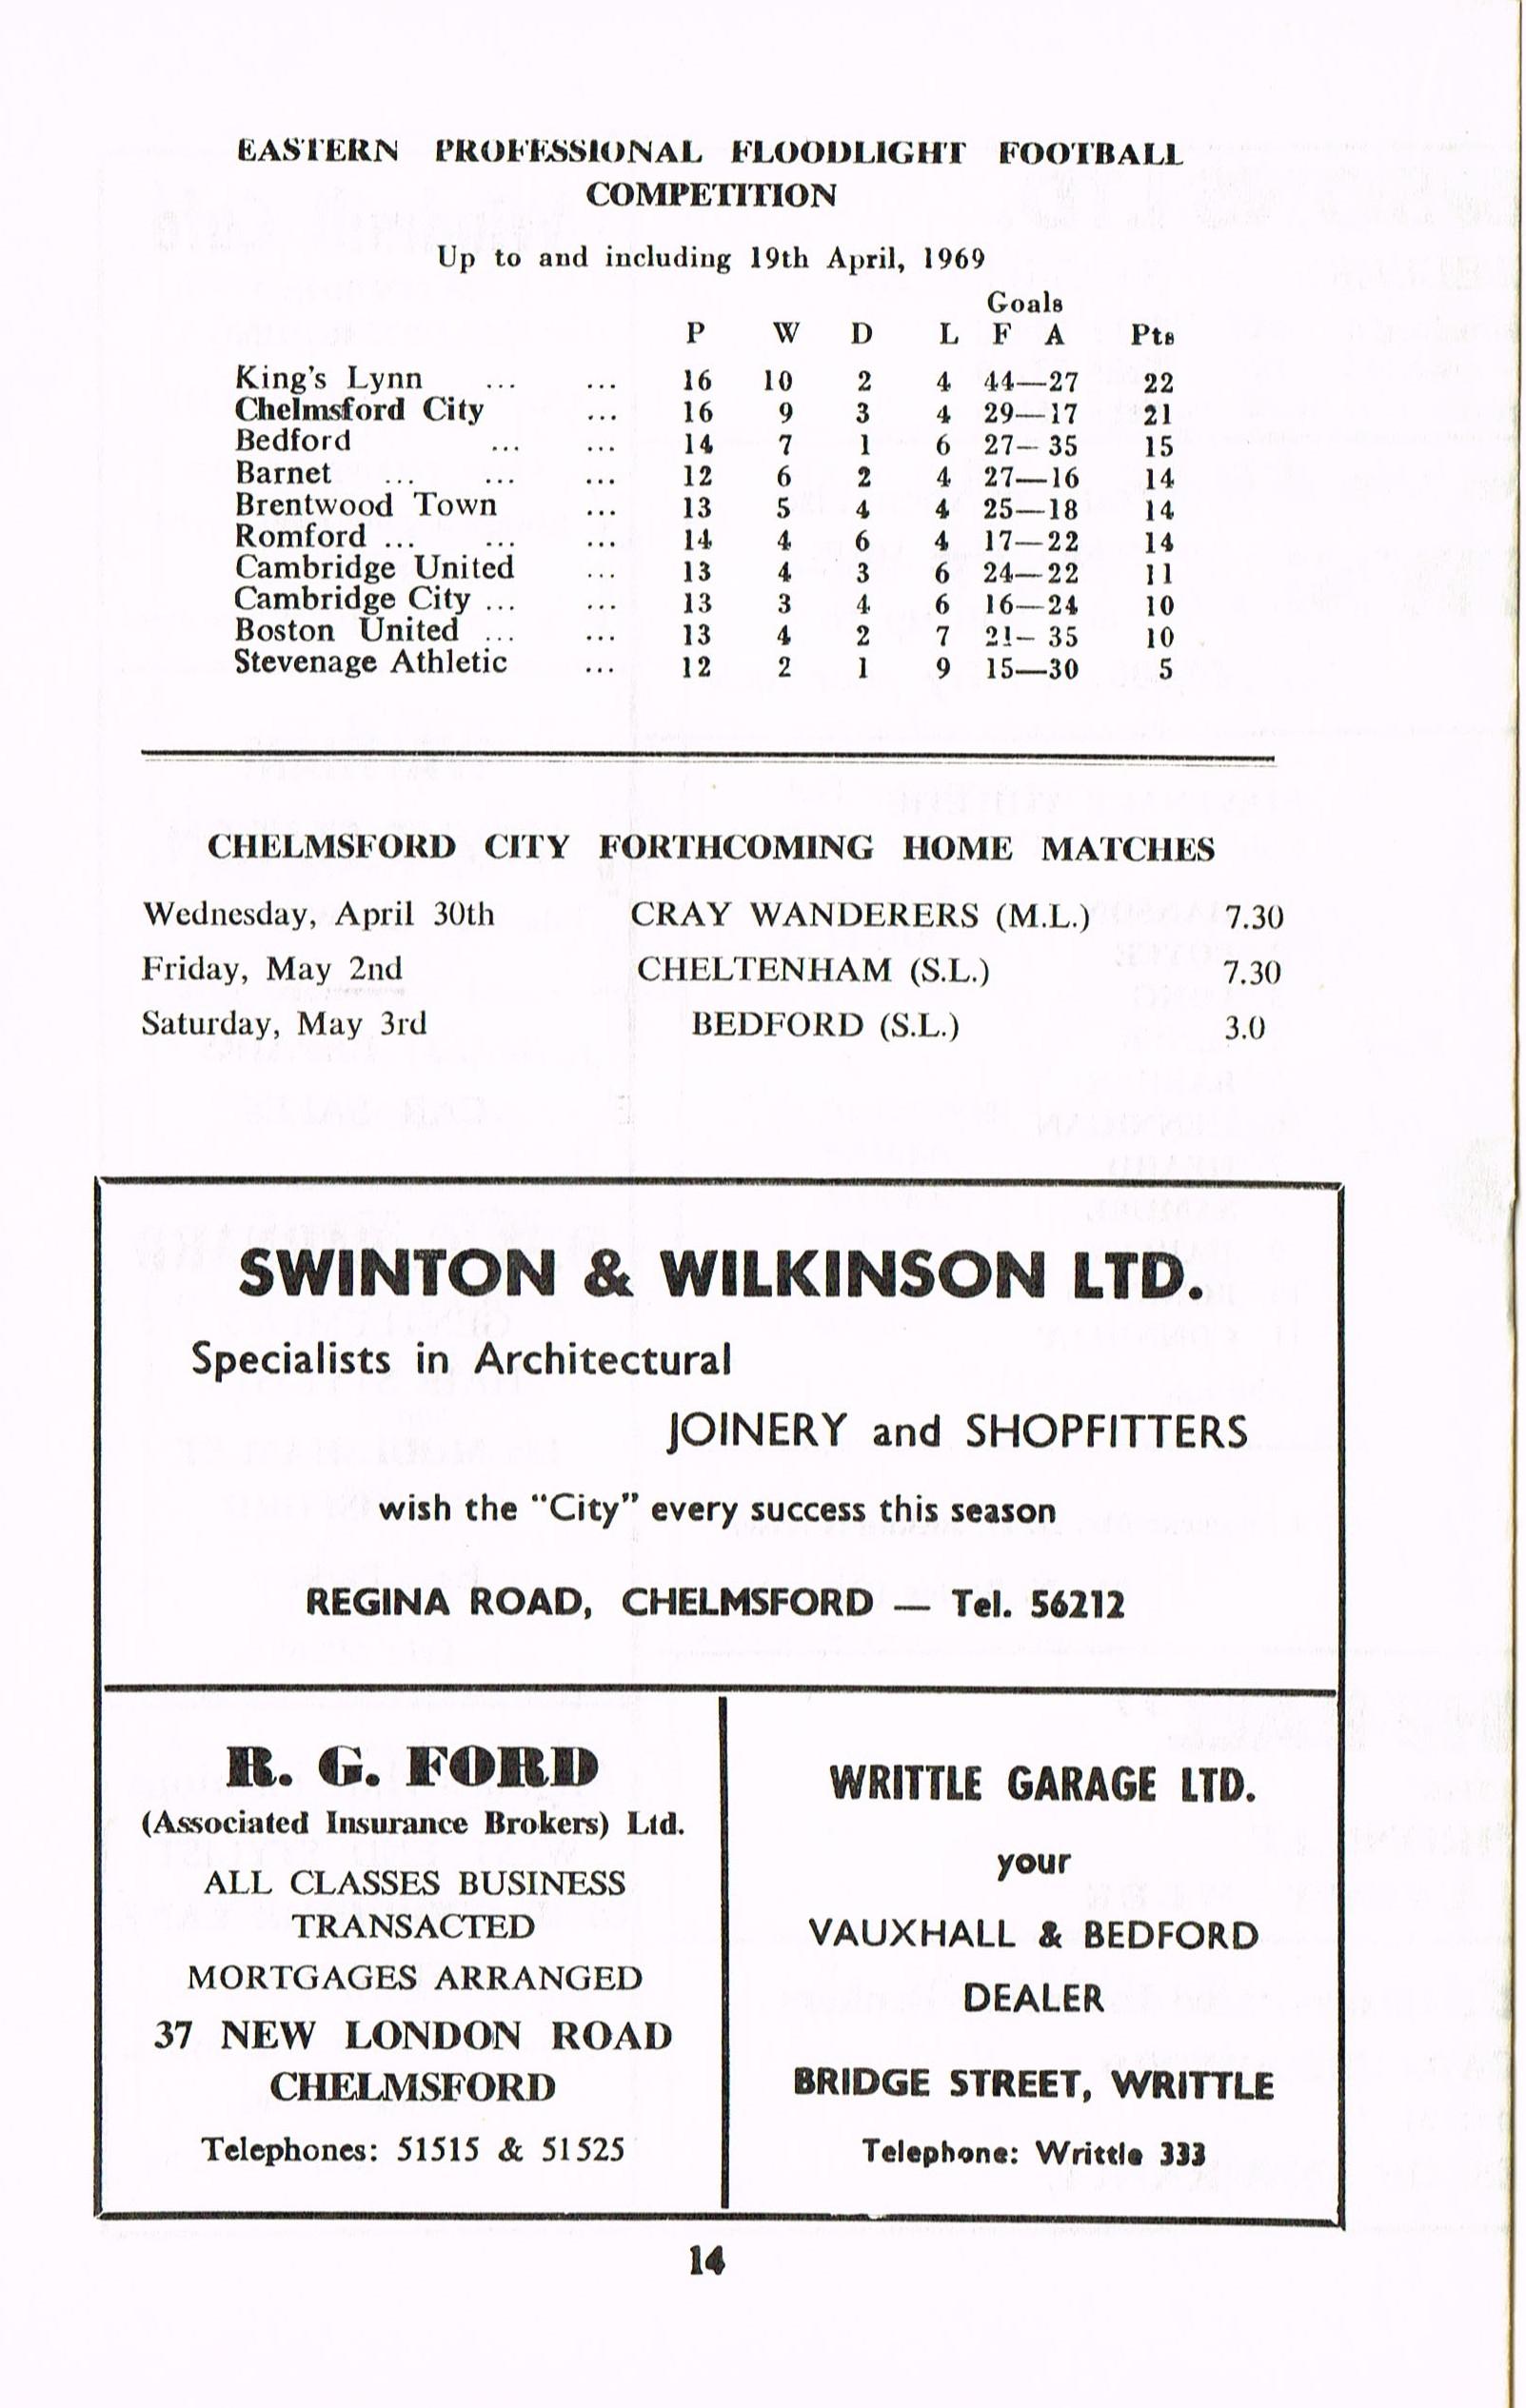 EASTERN PROFESSIONAL FLOODLIGHT FOOTBALL
COMPETITION
Up to and including 19th April, 1969
Goals
P W D L F A Pts
King's Lynn ... ... 16 10 2 4 44—27 22
Chelmsford City ... 16 9 3 4 29—17 21
Bedford ... ... 14 7 1 6 27—35 15
Barnet ... ... ... 12 6 2 4 27—16 14
Brentwood Town ... 13 5 4 4 25—18 14
Romford ... ... ... 14 4 6 4 17—22 14
Cambridge United ... 13 4 3 6 24—22 11
Cambridge City ... ... 13 3 4 6 16—24 10
Boston United ... ... 13 4 2 7 21—35 10
Stevenage Athletic ... 12 2 1 9 15—30 5
CHELMSFORD CITY FORTHCOMING HOME MATCHES
Wednesday, April 30th CRAY WANDERERS (M.L.) 7.30
Friday, May 2nd CHELTENHAM (S.L.) 7.30
Saturday, May 3rd BEDFORD (S.L.) 3.0
SWINTON & WILKINSON LTD.
Specialists in Architectural
JOINERY and SHOPFITTERS
wish the "City" every success this season
REGINA ROAD, CHELMSFORD — Tel. 56212
R. G. FORD
(Associated Insurance Brokers) Ltd.
ALL CLASSES BUSINESS
TRANSACTED
MORTGAGES ARRANGED
37 NEW LONDON ROAD
CHELMSFORD
Telephones: 51515 & 51525
WRITTLE GARAGE LTD.
your
VAUXHALL & BEDFORD
DEALER
BRIDGE STREET, WRITTLE
Telephone: Writtle 333
14